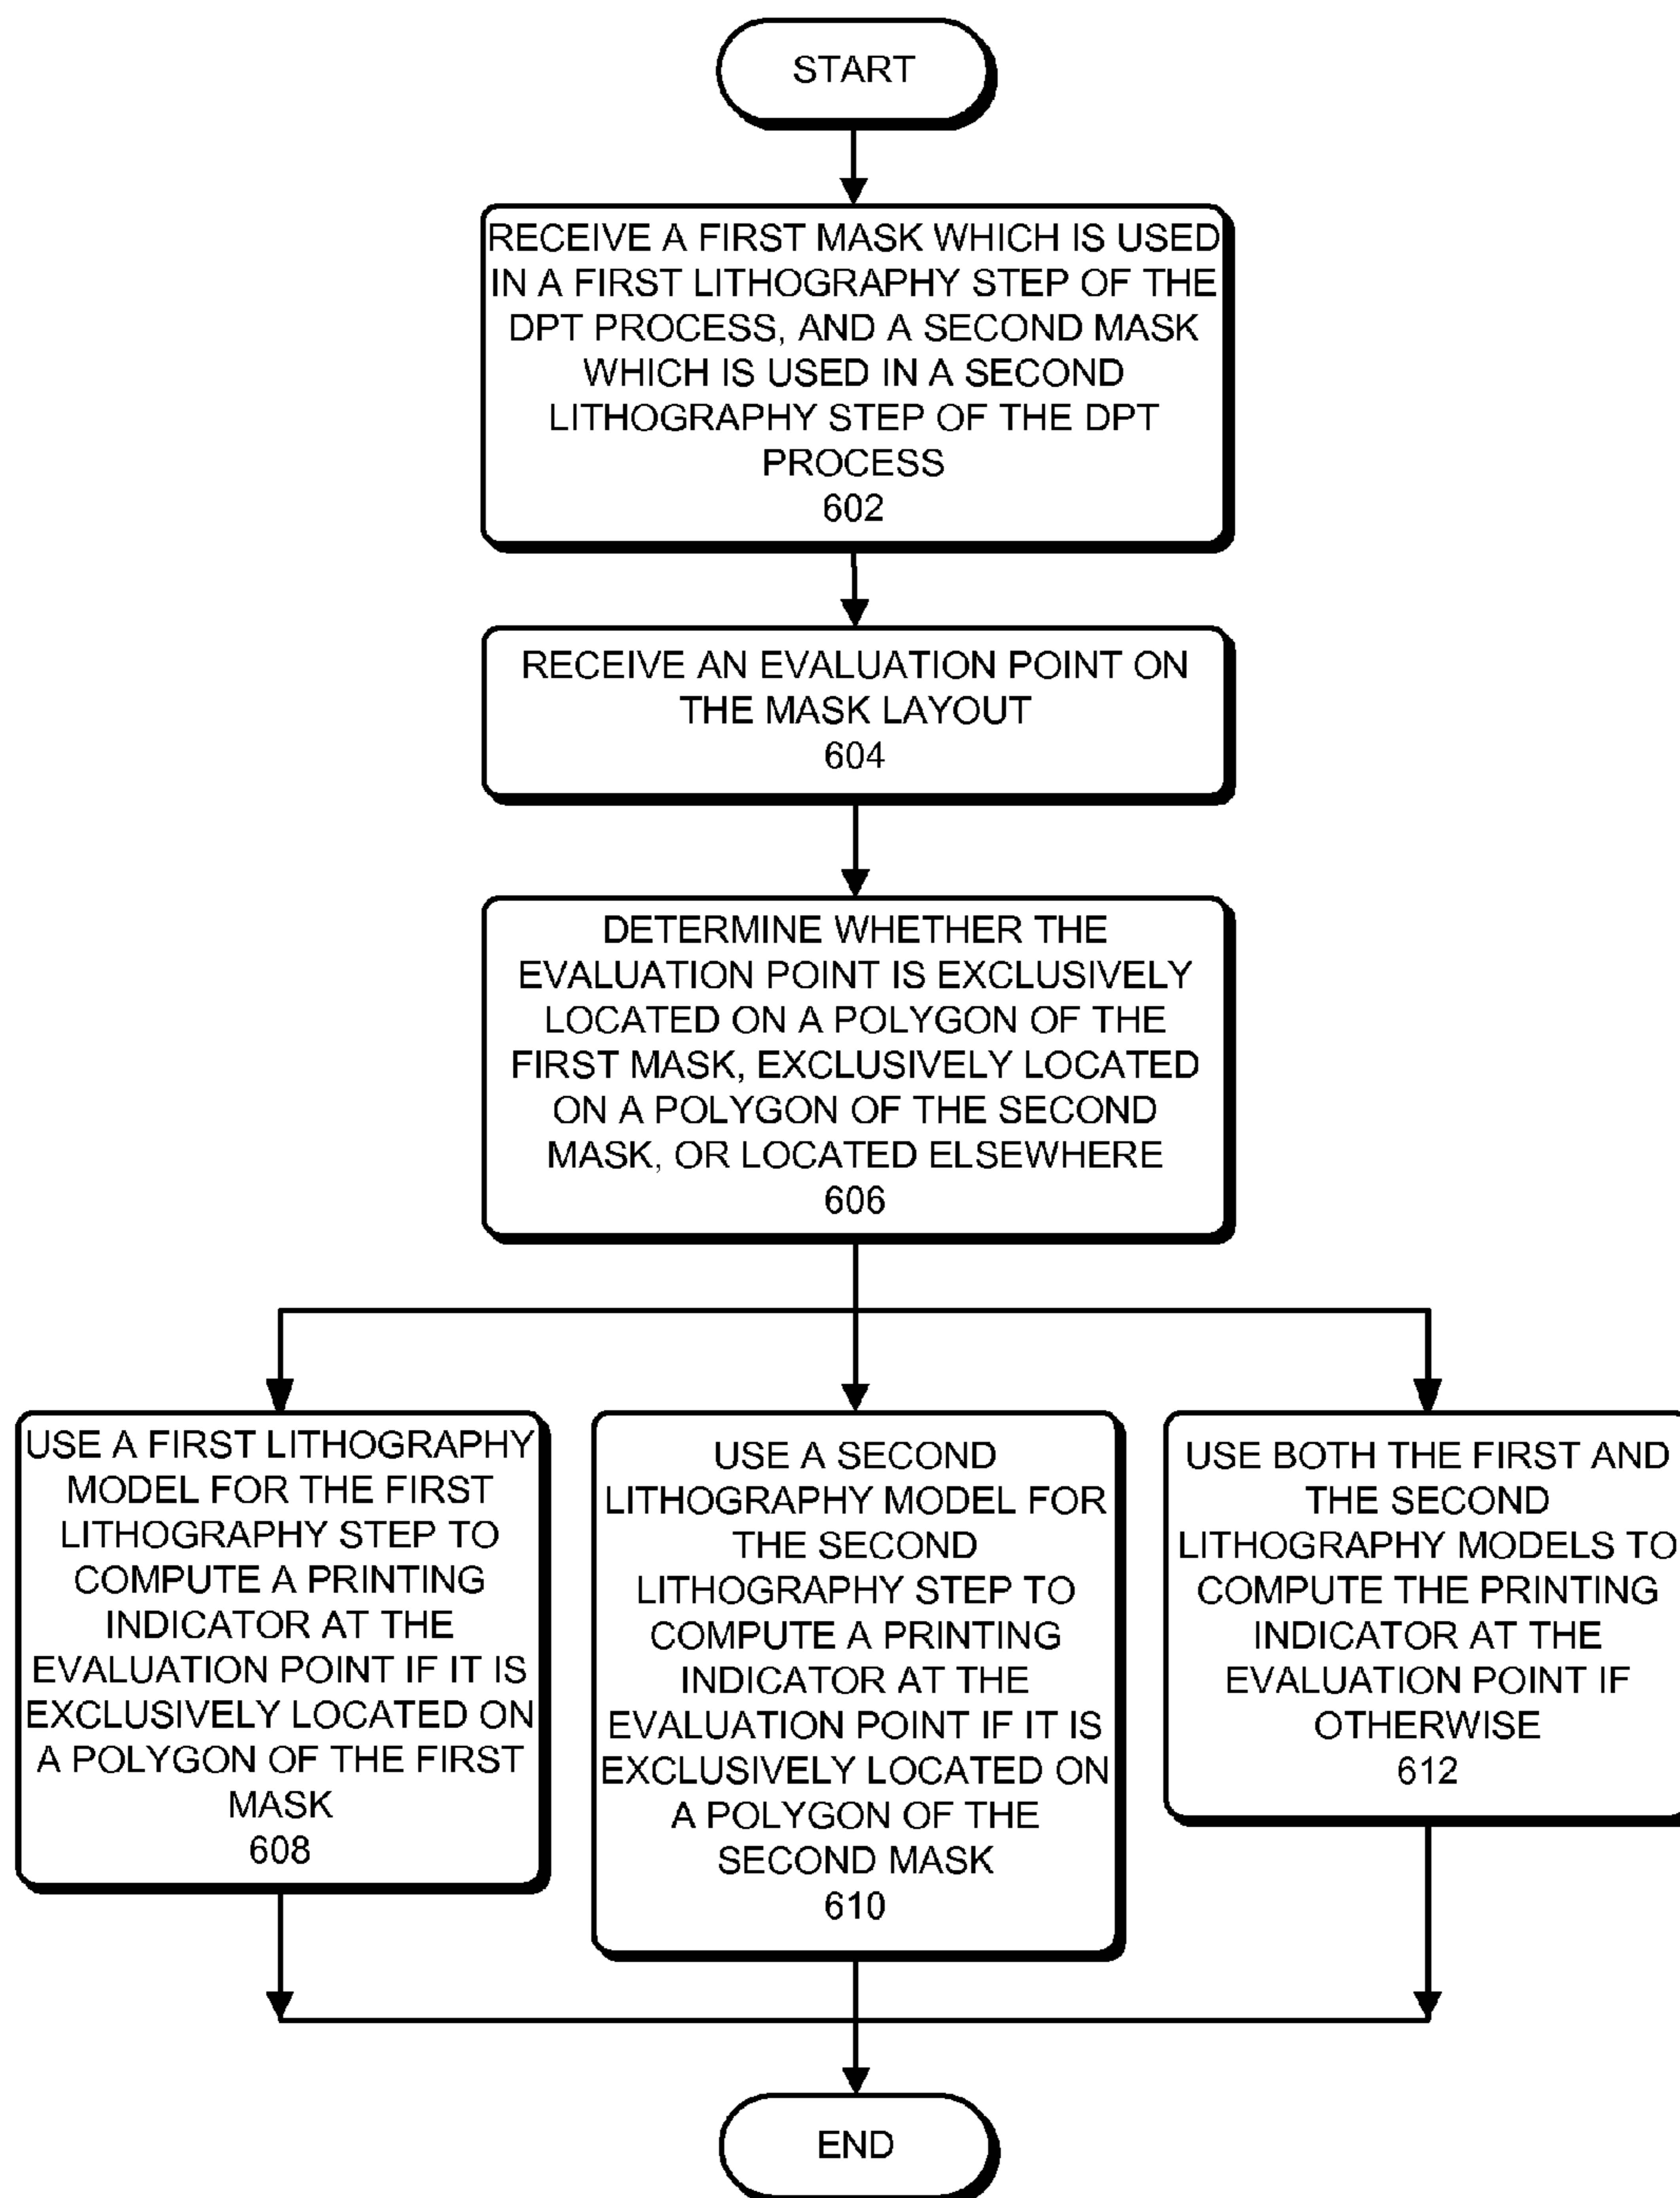 START
RECEIVE A FIRST MASK WHICH IS USED
IN A FIRST LITHOGRAPHY STEP OF THE
DPT PROCESS, AND A SECOND MASK
WHICH IS USED IN A SECOND
LITHOGRAPHY STEP OF THE DPT
PROCESS
602
RECEIVE AN EVALUATION POINT ON
THE MASK LAYOUT
604
DETERMINE WHETHER THE
EVALUATION POINT IS EXCLUSIVELY
LOCATED ON A POLYGON OF THE
FIRST MASK, EXCLUSIVELY LOCATED
ON A POLYGON OF THE SECOND
MASK, OR LOCATED ELSEWHERE
606
USE A FIRST LITHOGRAPHY
MODEL FOR THE FIRST
LITHOGRAPHY STEP TO
COMPUTE A PRINTING
INDICATOR AT THE
EVALUATION POINT IF IT IS
EXCLUSIVELY LOCATED ON
A POLYGON OF THE FIRST
MASK
608
USE A SECOND
LITHOGRAPHY MODEL FOR
THE SECOND
LITHOGRAPHY STEP TO
COMPUTE A PRINTING
INDICATOR AT THE
EVALUATION POINT IF IT IS
EXCLUSIVELY LOCATED ON
A POLYGON OF THE
SECOND MASK
610
USE BOTH THE FIRST AND
THE SECOND
LITHOGRAPHY MODELS TO
COMPUTE THE PRINTING
INDICATOR AT THE
EVALUATION POINT IF
OTHERWISE
612
END